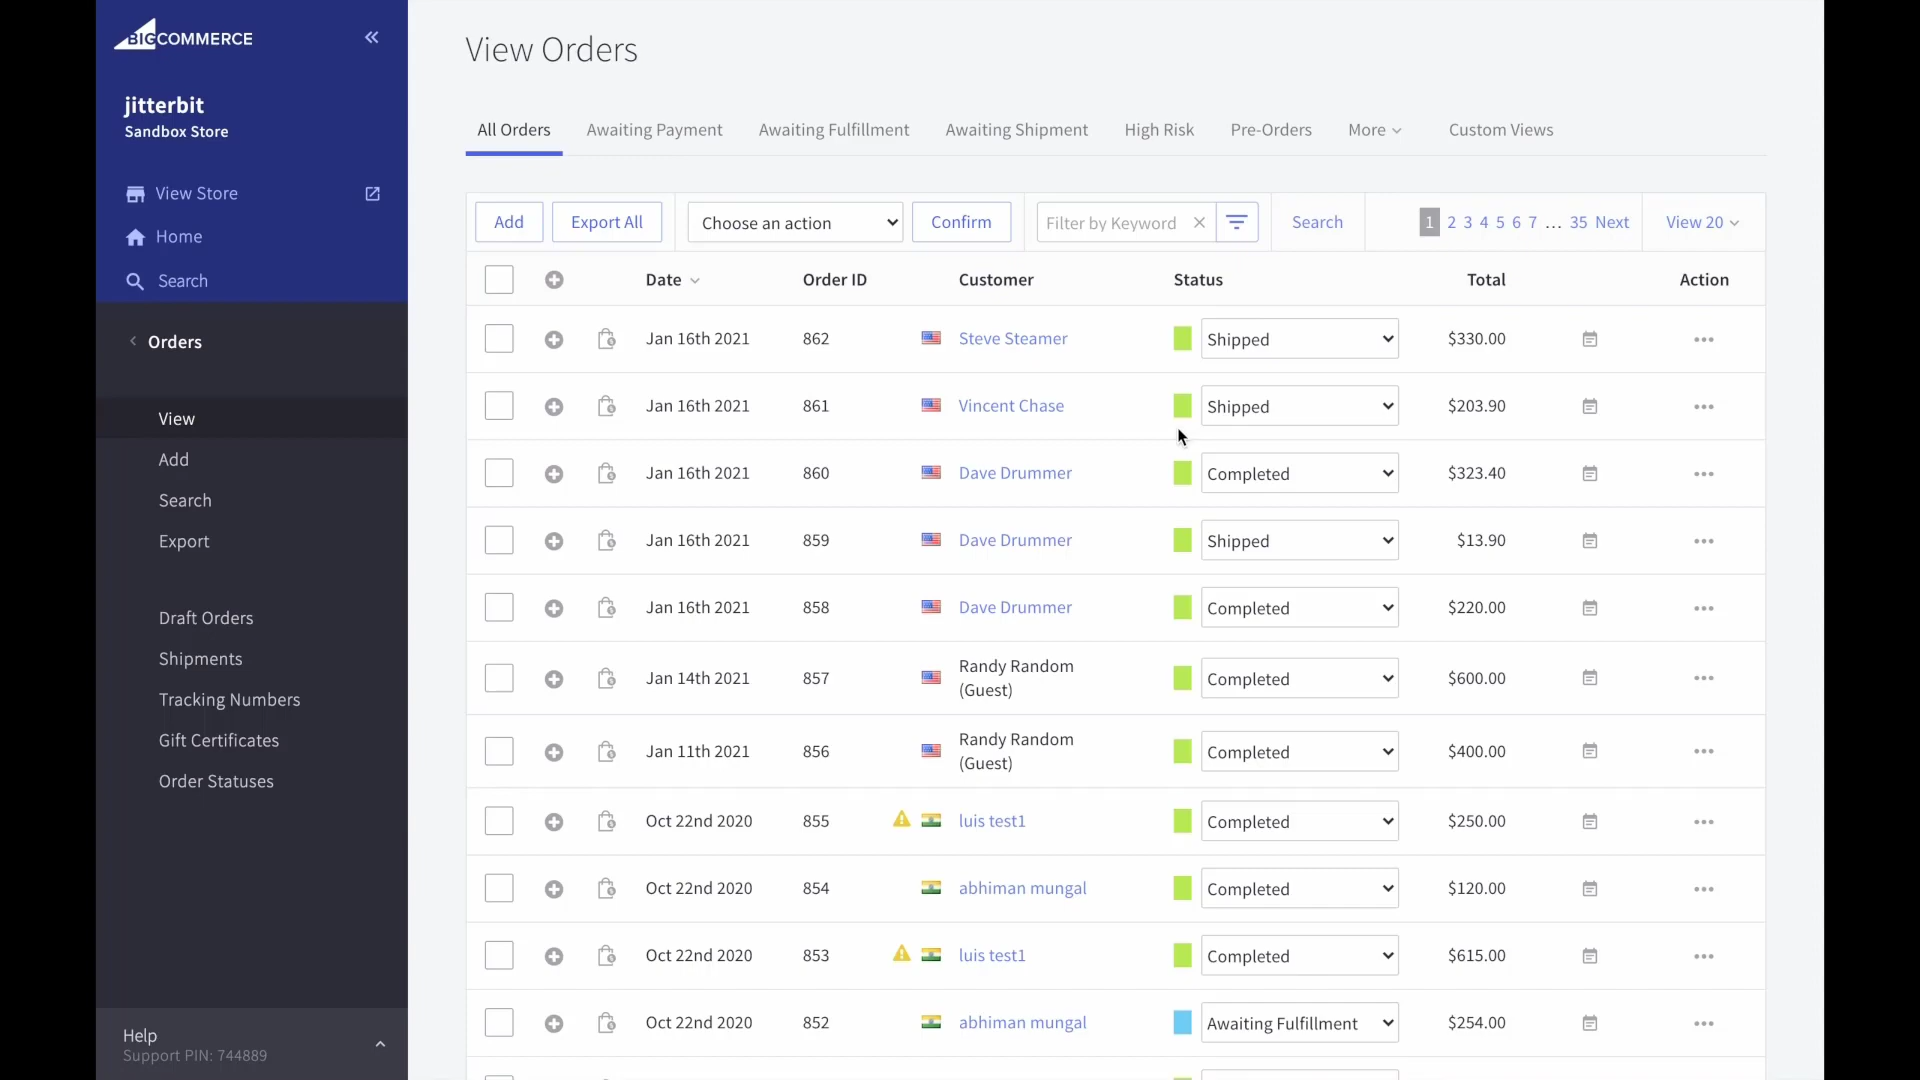 BIGCOMMERCE
jitterbit
Sandbox Store
View Store
Home
Search
Orders
View
Add
Search
Export
Draft Orders
Shipments
Tracking Numbers
Gift Certificates
Order Statuses
Help
Support PIN: 744889
View Orders
All Orders Awaiting Payment Awaiting Fulfillment Awaiting Shipment High Risk Pre-Orders More Custom Views
Add Export All Choose an action Confirm Filter by Keyword Search 1 2 3 4 5 6 7 ... 35 Next View 20
Date Order ID Customer Status Total Action
Jan 16th 2021 862 Steve Steamer Shipped $330.00
Jan 16th 2021 861 Vincent Chase Shipped $203.90
Jan 16th 2021 860 Dave Drummer Completed $323.40
Jan 16th 2021 859 Dave Drummer Shipped $13.90
Jan 16th 2021 858 Dave Drummer Completed $220.00
Jan 14th 2021 857 Randy Random (Guest) Completed $600.00
Jan 11th 2021 856 Randy Random (Guest) Completed $400.00
Oct 22nd 2020 855 luis test1 Completed $250.00
Oct 22nd 2020 854 abhiman mungal Completed $120.00
Oct 22nd 2020 853 luis test1 Completed $615.00
Oct 22nd 2020 852 abhiman mungal Awaiting Fulfillment $254.00